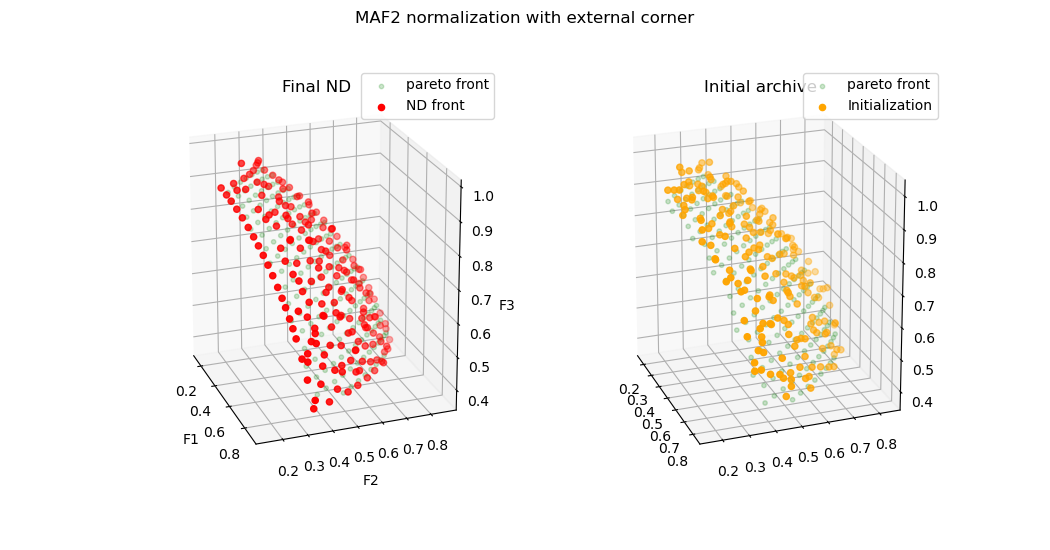 MAF2 normalization with external corner
Final ND
pareto front
ND front
1.0
0.9
0.8
0.7
0.6
0.5
0.4
F3
0.2
0.4
0.6
0.8
F1
0.2 0.3 0.4 0.5 0.6 0.7 0.8
F2
Initial archive
pareto front
Initialization
1.0
0.9
0.8
0.7
0.6
0.5
0.4
0.2
0.3
0.4
0.5
0.6
0.7
0.8
0.2 0.3 0.4 0.5 0.6 0.7 0.8